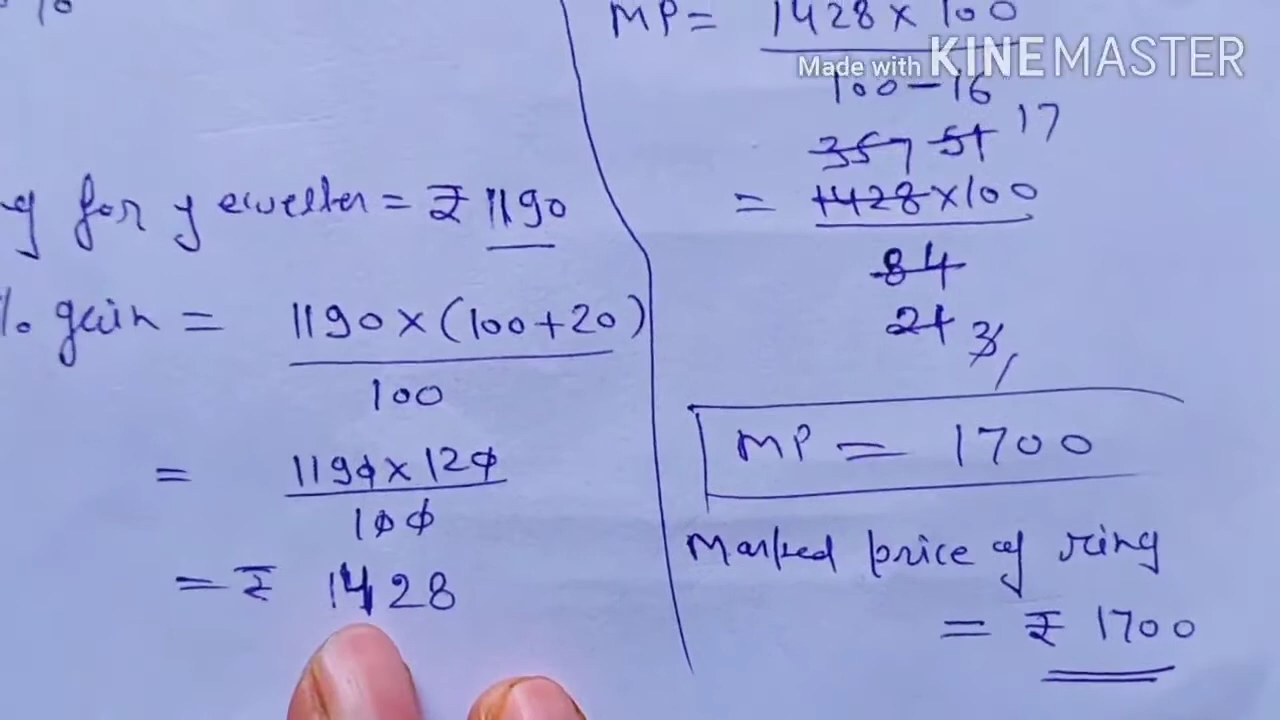 for jeweller = ₹ 1190
% gain = 1190 × (100+20)
100
= 1190 × 120
100
= ₹ 1428
MP = 1428 × 100
100 - 16
357 51 17
= 1428 × 100
84
21 3
MP = 1700
Marked price of ring
= ₹ 1700
Made with KINEMASTER